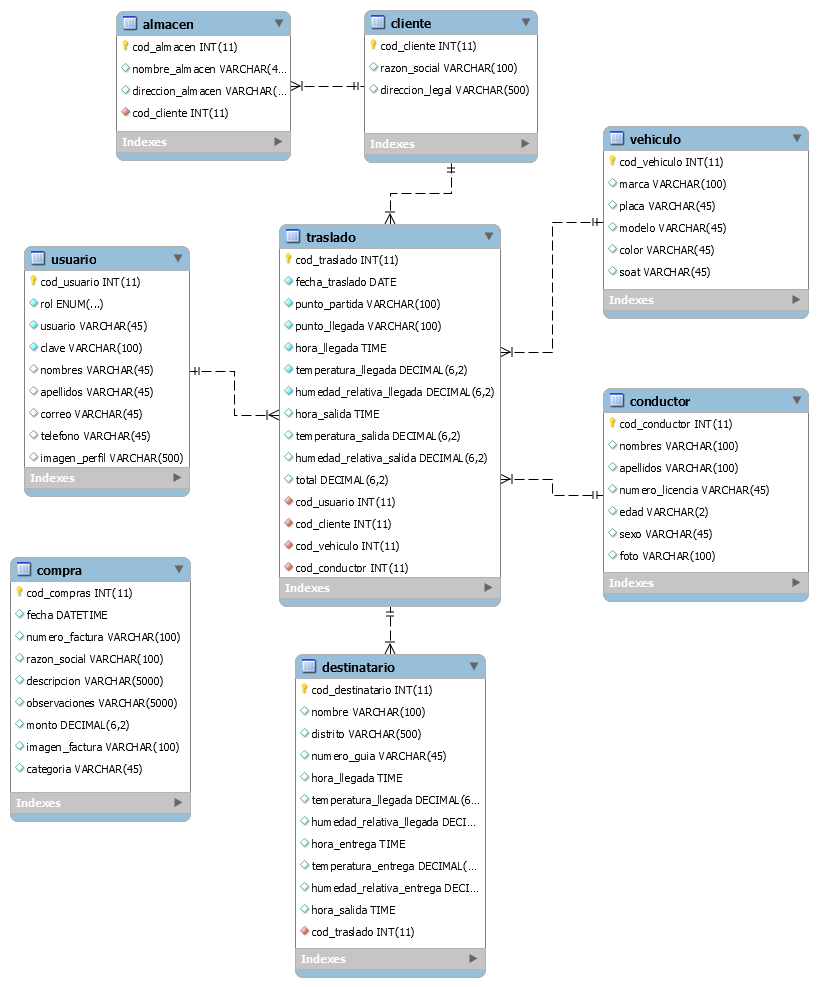 almacen
cod_almacen INT(11)
nombre_almacen VARCHAR(4...
direccion_almacen VARCHAR(...
cod_cliente INT(11)
Indexes
cliente
cod_cliente INT(11)
razon_social VARCHAR(100)
direccion_legal VARCHAR(500)
Indexes
vehiculo
cod_vehiculo INT(11)
marca VARCHAR(100)
placa VARCHAR(45)
modelo VARCHAR(45)
color VARCHAR(45)
soat VARCHAR(45)
Indexes
usuario
cod_usuario INT(11)
rol ENUM(...)
usuario VARCHAR(45)
clave VARCHAR(100)
nombres VARCHAR(45)
apellidos VARCHAR(45)
correo VARCHAR(45)
telefono VARCHAR(45)
imagen_perfil VARCHAR(500)
Indexes
traslado
cod_traslado INT(11)
fecha_traslado DATE
punto_partida VARCHAR(100)
punto_llegada VARCHAR(100)
hora_llegada TIME
temperatura_llegada DECIMAL(6,2)
humedad_relativa_llegada DECIMAL(6,2)
hora_salida TIME
temperatura_salida DECIMAL(6,2)
humedad_relativa_salida DECIMAL(6,2)
total DECIMAL(6,2)
cod_usuario INT(11)
cod_cliente INT(11)
cod_vehiculo INT(11)
cod_conductor INT(11)
Indexes
conductor
cod_conductor INT(11)
nombres VARCHAR(100)
apellidos VARCHAR(100)
numero_licencia VARCHAR(45)
edad VARCHAR(2)
sexo VARCHAR(45)
foto VARCHAR(100)
Indexes
compra
cod_compras INT(11)
fecha DATETIME
numero_factura VARCHAR(100)
razon_social VARCHAR(100)
descripcion VARCHAR(5000)
observaciones VARCHAR(5000)
monto DECIMAL(6,2)
imagen_factura VARCHAR(100)
categoria VARCHAR(45)
Indexes
destinatario
cod_destinatario INT(11)
nombre VARCHAR(100)
distrito VARCHAR(500)
numero_guia VARCHAR(45)
hora_llegada TIME
temperatura_llegada DECIMAL(6...
humedad_relativa_llegada DECI...
hora_entrega TIME
temperatura_entrega DECIMAL(...
humedad_relativa_entrega DECI...
hora_salida TIME
cod_traslado INT(11)
Indexes